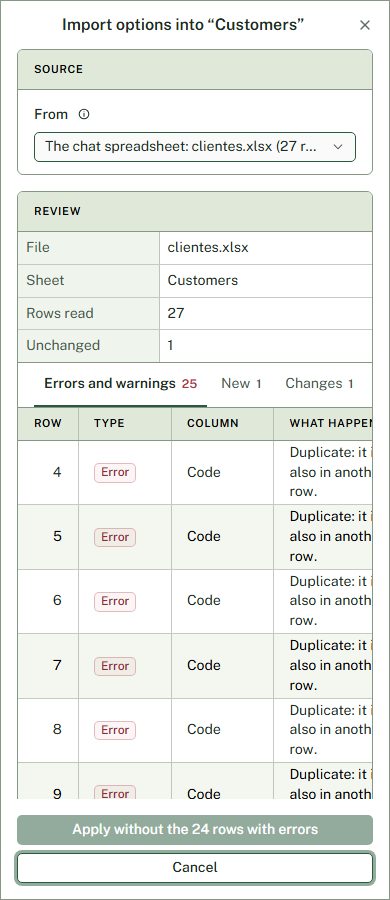 Import options into “Customers”
SOURCE
From
The chat spreadsheet: clientes.xlsx (27 r...
REVIEW
File clientes.xlsx
Sheet Customers
Rows read 27
Unchanged 1
Errors and warnings 25 New 1 Changes 1
ROW TYPE COLUMN WHAT HAPPEN
4 Error Code Duplicate: it i
also in anoth
row.
5 Error Code Duplicate: it i
also in anoth
row.
6 Error Code Duplicate: it i
also in anoth
row.
7 Error Code Duplicate: it i
also in anoth
row.
8 Error Code Duplicate: it i
also in anoth
row.
9 Error Code Duplicate: it i
also in anoth
Apply without the 24 rows with errors
Cancel